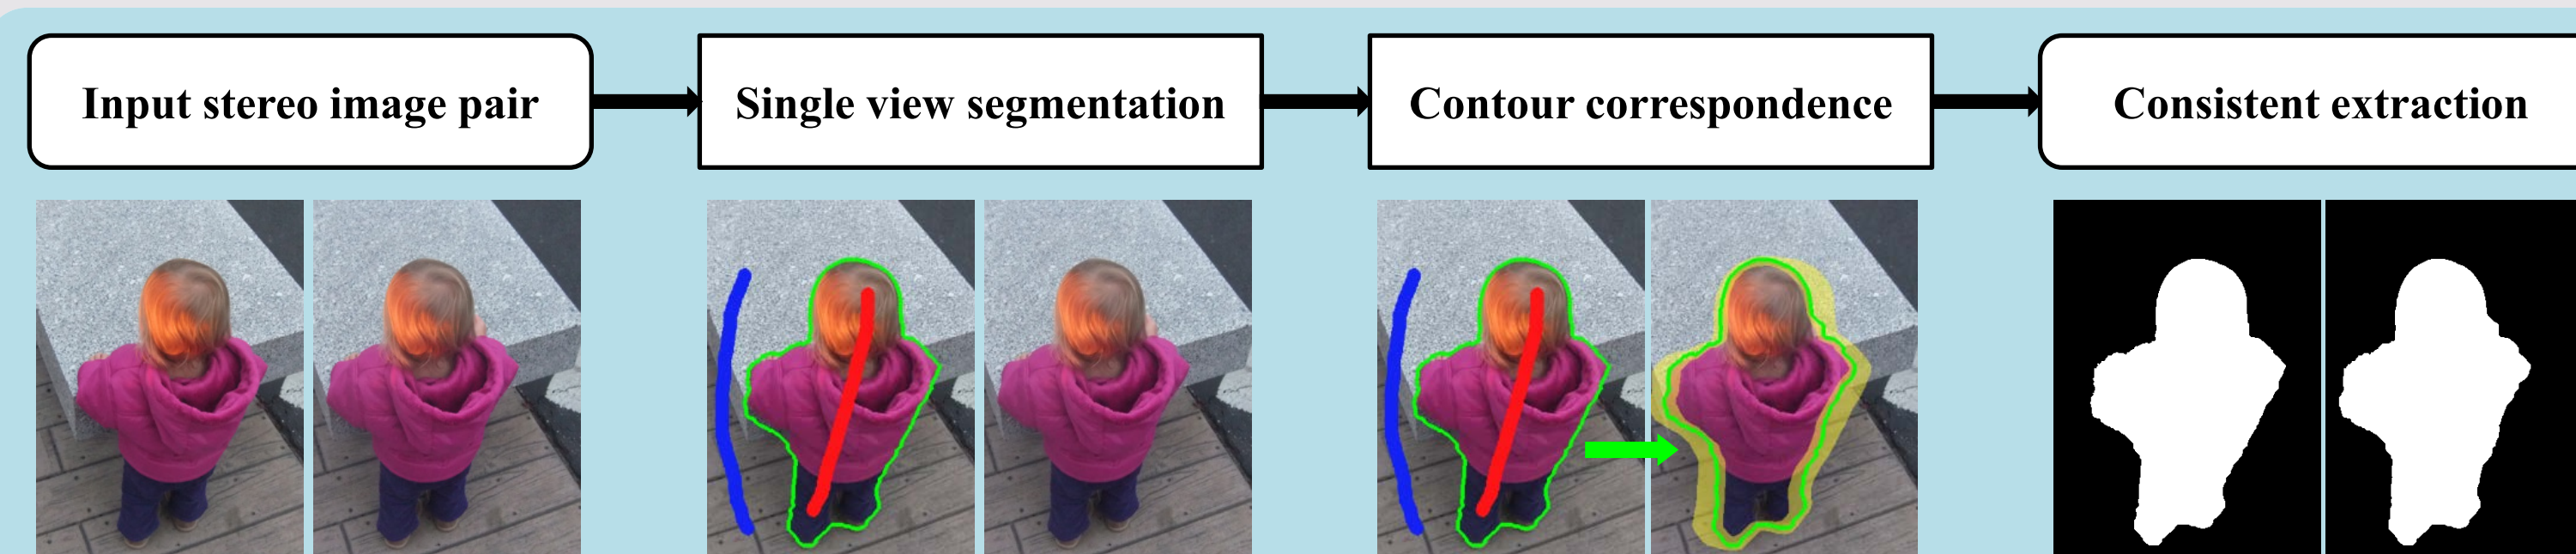 Input stereo image pair
Single view segmentation
Contour correspondence
Consistent extraction